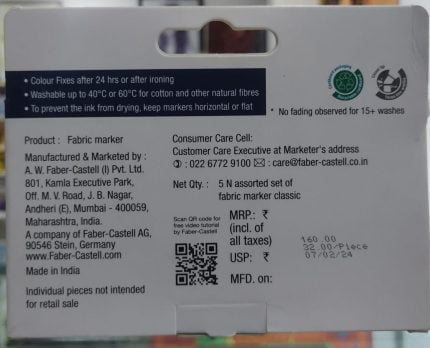 • Colour Fixes after 24 hrs or after ironing
• Washable up to 40°C or 60°C for cotton and other natural fibres
• To prevent the ink from drying, keep markers horizontal or flat
* No fading observed for 15+ washes
Product : Fabric marker
Manufactured & Marketed by :
A. W. Faber-Castell (I) Pvt. Ltd.
801, Kamla Executive Park,
Off. M. V. Road, J. B. Nagar,
Andheri (E), Mumbai - 400059,
Maharashtra, India.
A company of Faber-Castell AG,
90546 Stein, Germany
www.Faber-Castell.com
Made in India
Individual pieces not intended
for retail sale
Consumer Care Cell:
Customer Care Executive at Marketer's address
: 022 6772 9100 : care@faber-castell.co.in
Net Qty. : 5 N assorted set of
fabric marker classic
Scan QR code for
free video tutorial
by Faber-Castell
MRP.: ₹
(incl. of
all taxes)
USP: ₹
MFD. on:
160.00
32.00/Piece
07/02/24